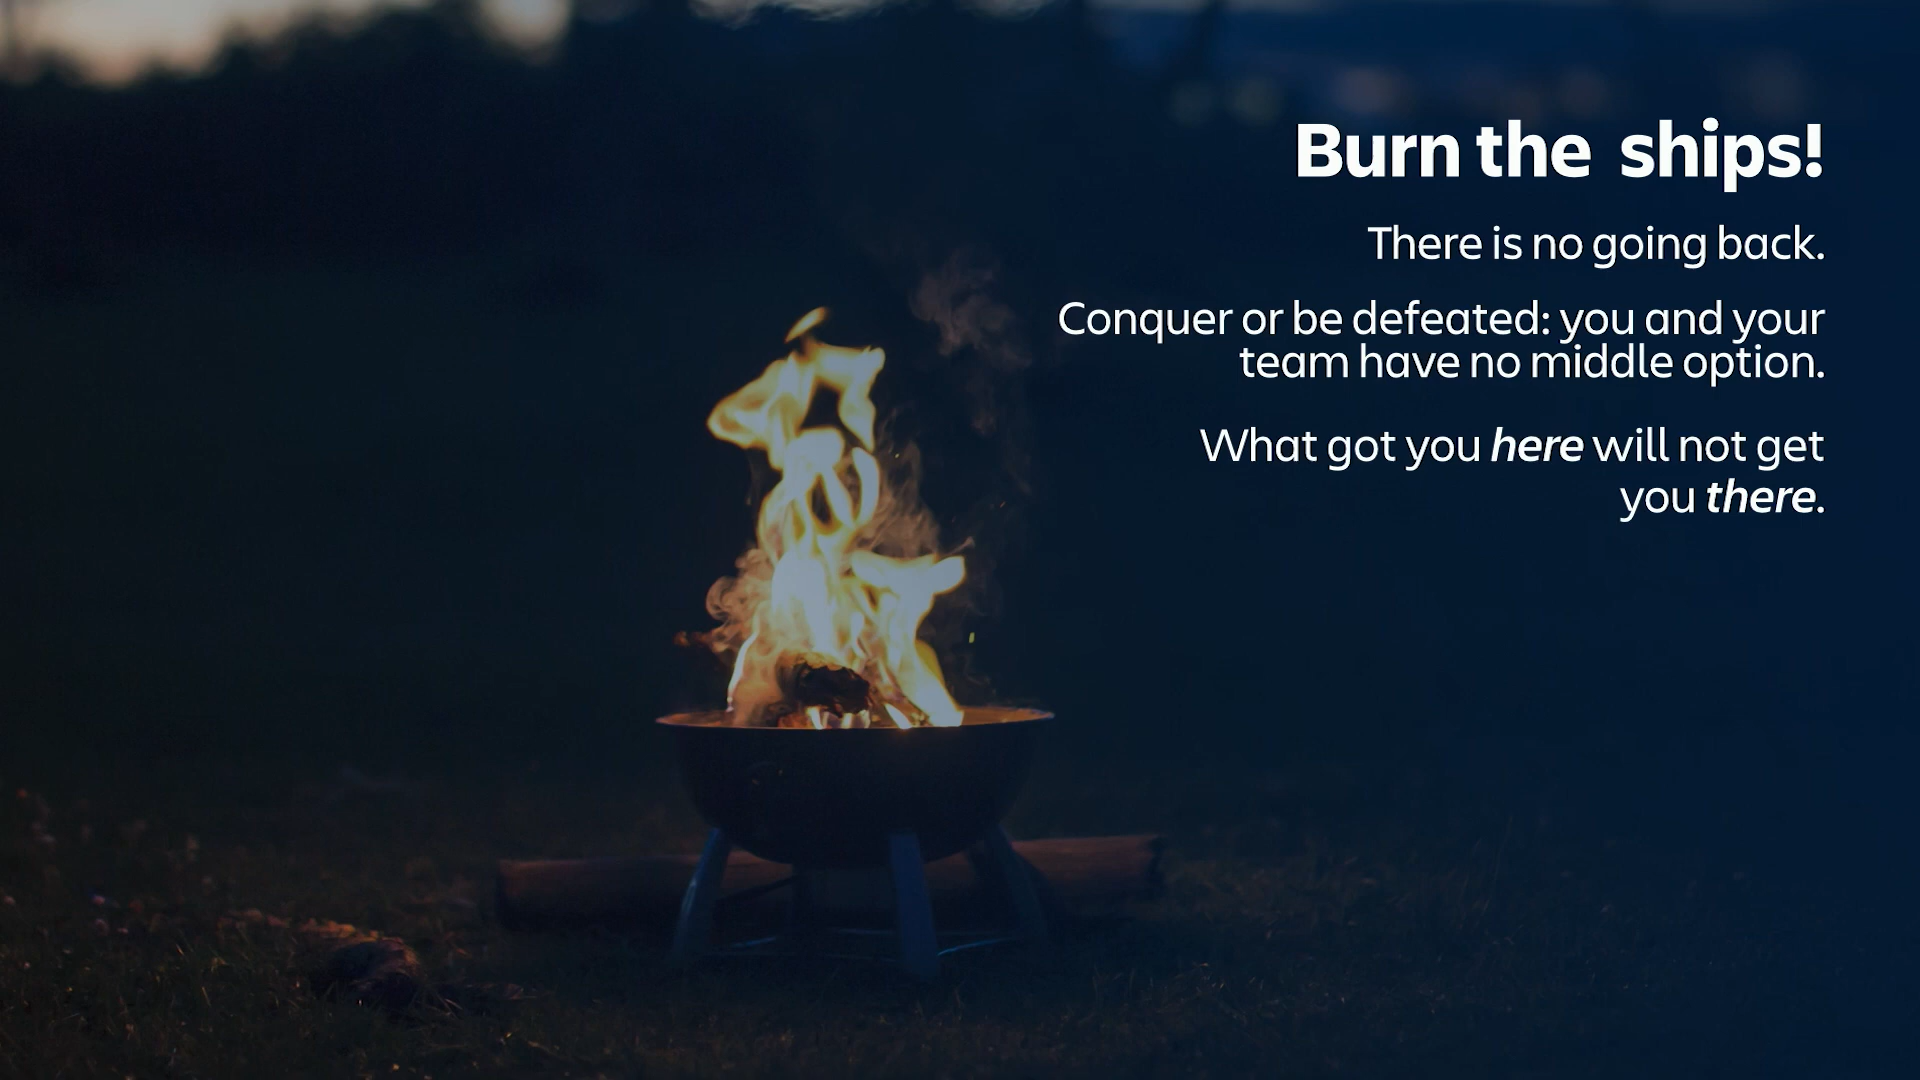 Burn the  ships!
There is no going back.
Conquer or be defeated: you and your
team have no middle option.
What got you here will not get
you there.